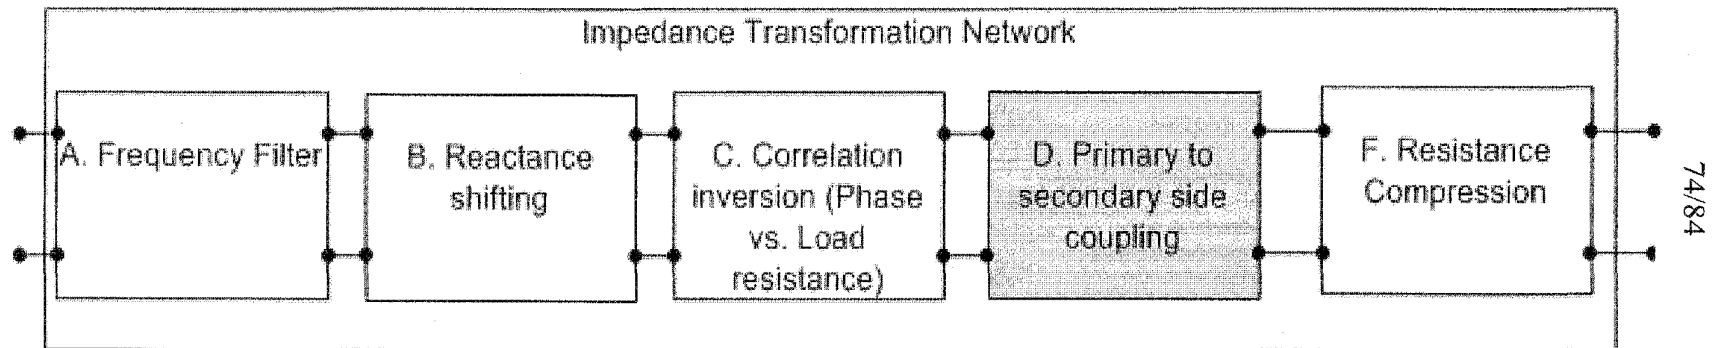 Impedance Transformation Network
A. Frequency Filter
B. Reactance
shifting
C. Correlation
inversion (Phase
vs. Load
resistance)
D. Primary to
secondary side
coupling
F. Resistance
Compression
74/84